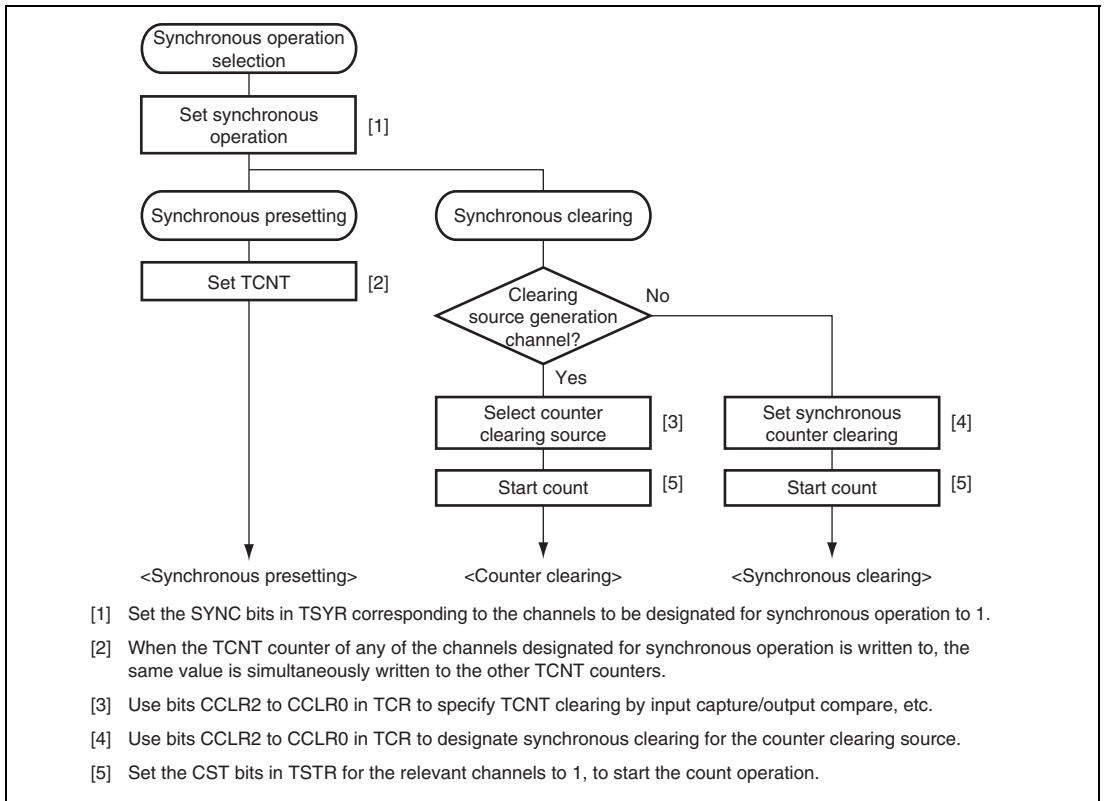 Synchronous operation
selection
Set synchronous
operation
[1]
Synchronous presetting
Synchronous clearing
Set TCNT
[2]
Clearing
source generation
channel?
No
Yes
Select counter
clearing source
[3]
Set synchronous
counter clearing
[4]
Start count
[5]
Start count
[5]
<Synchronous presetting>
<Counter clearing>
<Synchronous clearing>
[1] Set the SYNC bits in TSYR corresponding to the channels to be designated for synchronous operation to 1.
[2] When the TCNT counter of any of the channels designated for synchronous operation is written to, the
same value is simultaneously written to the other TCNT counters.
[3] Use bits CCLR2 to CCLR0 in TCR to specify TCNT clearing by input capture/output compare, etc.
[4] Use bits CCLR2 to CCLR0 in TCR to designate synchronous clearing for the counter clearing source.
[5] Set the CST bits in TSTR for the relevant channels to 1, to start the count operation.